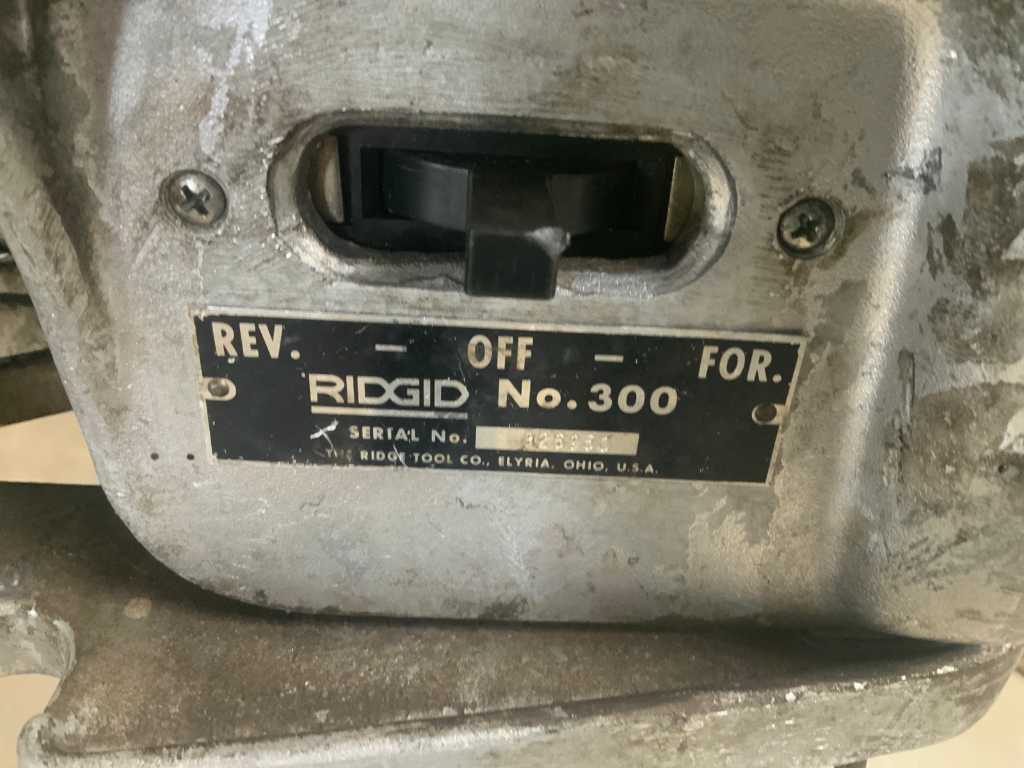 REV. — OFF — FOR.
RIDGID No. 300
SERIAL No.
THE RIDGE TOOL CO., ELYRIA, OHIO, U.S.A.